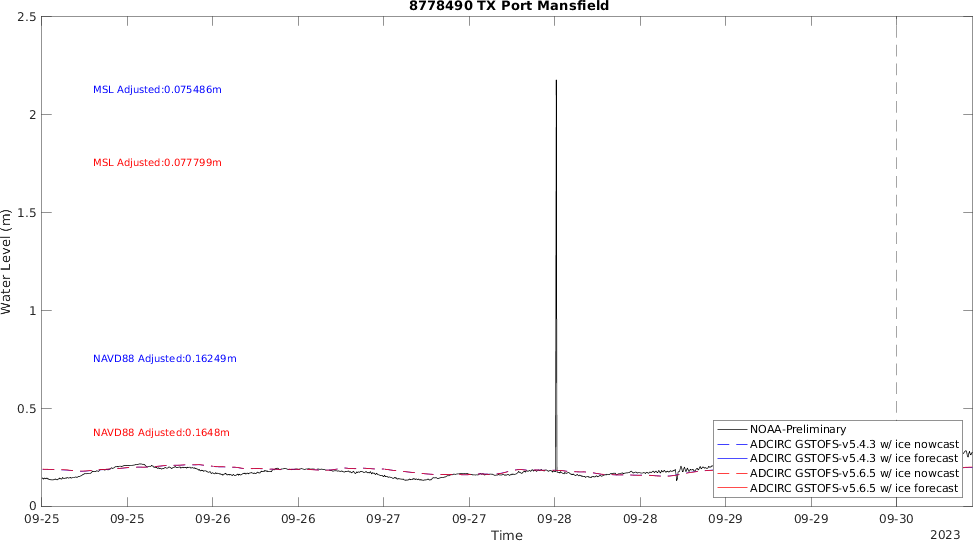 8778490 TX Port Mansfield
2.5
2
1.5
1
0.5
0
Water Level (m)
MSL Adjusted:0.075486m
MSL Adjusted:0.077799m
NAVD88 Adjusted:0.16249m
NAVD88 Adjusted:0.1648m
NOAA-Preliminary
ADCIRC GSTOFS-v5.4.3 w/ ice nowcast
ADCIRC GSTOFS-v5.4.3 w/ ice forecast
ADCIRC GSTOFS-v5.6.5 w/ ice nowcast
ADCIRC GSTOFS-v5.6.5 w/ ice forecast
09-25 09-25 09-26 09-26 09-27 09-27 09-28 09-28 09-29 09-29 09-30
Time
2023